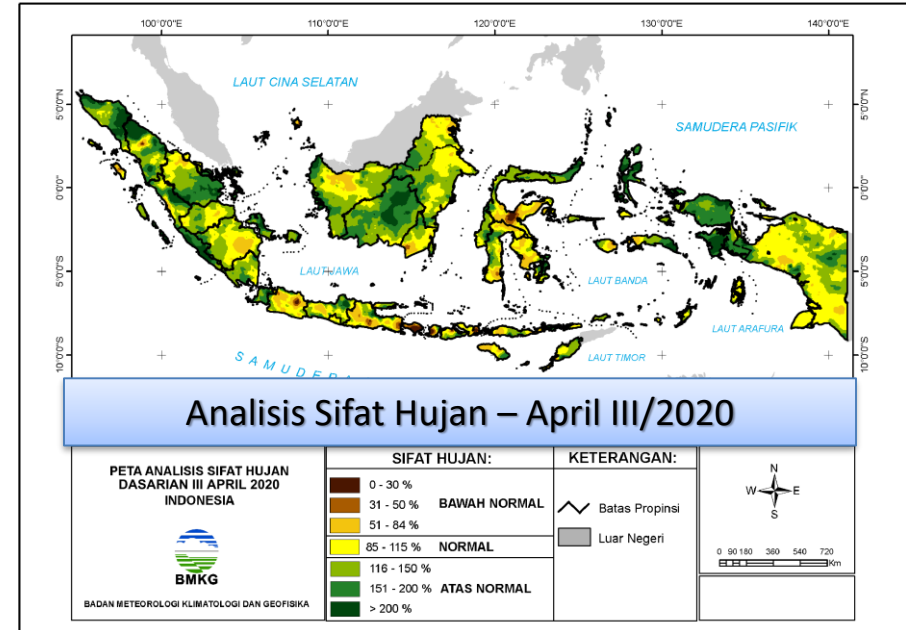 100°0'0"E 110°0'0"E 120°0'0"E 130°0'0"E 140°0'0"E
LAUT CINA SELATAN
5°0'0"N 5°0'0"N
SAMUDERA PASIFIK
0°0'0" 0°0'0"
5°0'0"S 5°0'0"S
LAUT JAWA
LAUT BANDA
LAUT ARAFURA
10°0'0"S 10°0'0"S
LAUT TIMOR
Analisis Sifat Hujan – April III/2020
PETA ANALISIS SIFAT HUJAN
DASARIAN III APRIL 2020
INDONESIA
BMKG
BADAN METEOROLOGI KLIMATOLOGI DAN GEOFISIKA
SIFAT HUJAN:
0 - 30 %
31 - 50 % BAWAH NORMAL
51 - 84 %
85 - 115 % NORMAL
116 - 150 %
151 - 200 % ATAS NORMAL
> 200 %
KETERANGAN:
Batas Propinsi
Luar Negeri
N
W E
S
0 90 180 360 540 720
Km